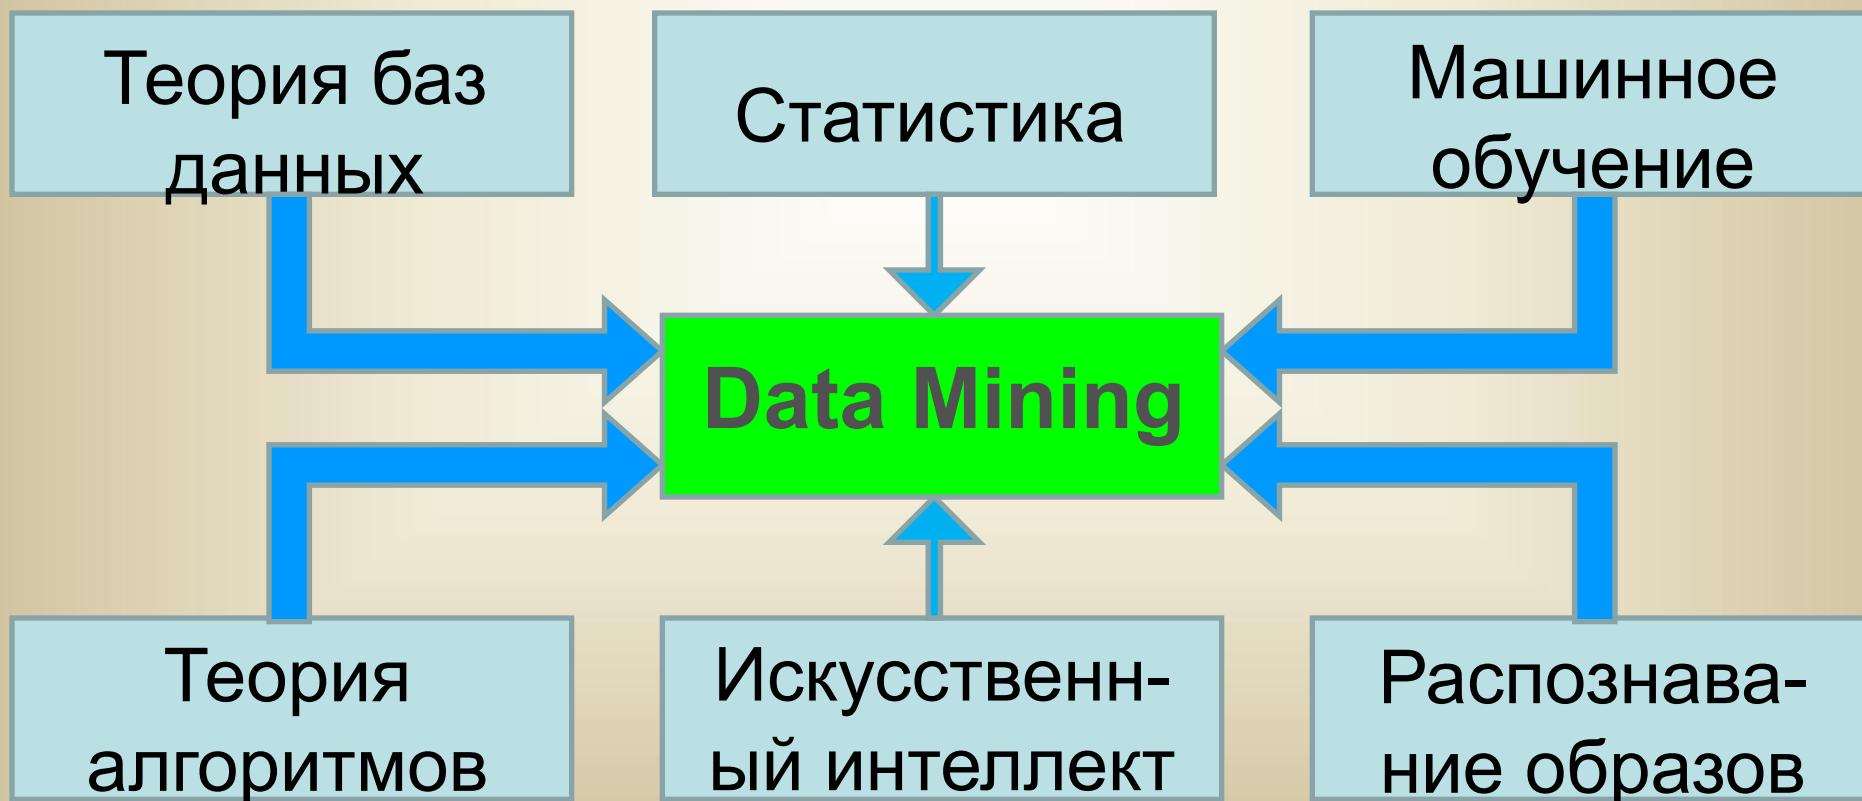 Теория баз
данных
Статистика
Машинное
обучение
Data Mining
Теория
алгоритмов
Искусственн-
ый интеллект
Распознава-
ние образов